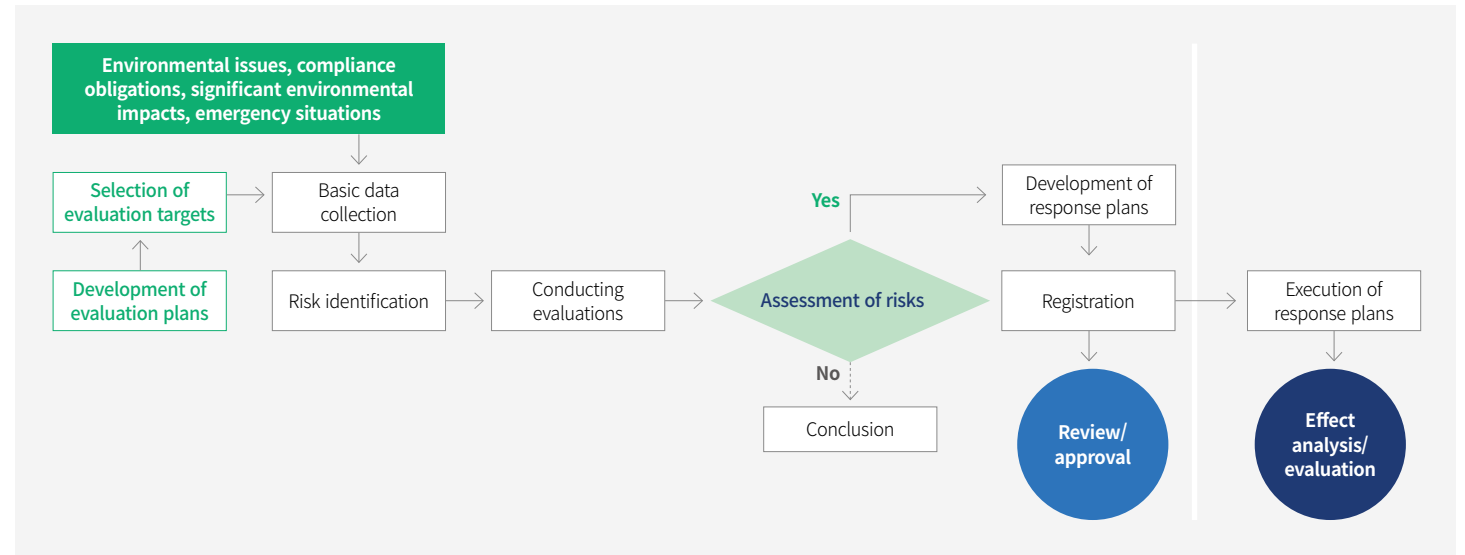 Environmental issues, compliance
obligations, significant environmental
impacts, emergency situations
Selection of
evaluation targets
Basic data
collection
Development of
evaluation plans
Risk identification
Conducting
evaluations
Assessment of risks
Yes
No
Conclusion
Development of
response plans
Registration
Review/
approval
Execution of
response plans
Effect
analysis/
evaluation